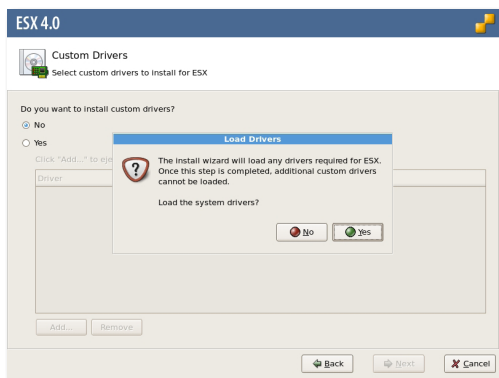 ESX 4.0
Custom Drivers
Select custom drivers to install for ESX
Do you want to install custom drivers?
No
Yes
Click "Add..." to eje
Driver
Load Drivers
The install wizard will load any drivers required for ESX.
Once this step is completed, additional custom drivers
cannot be loaded.
Load the system drivers?
No
Yes
Add...
Remove
Back
Next
Cancel